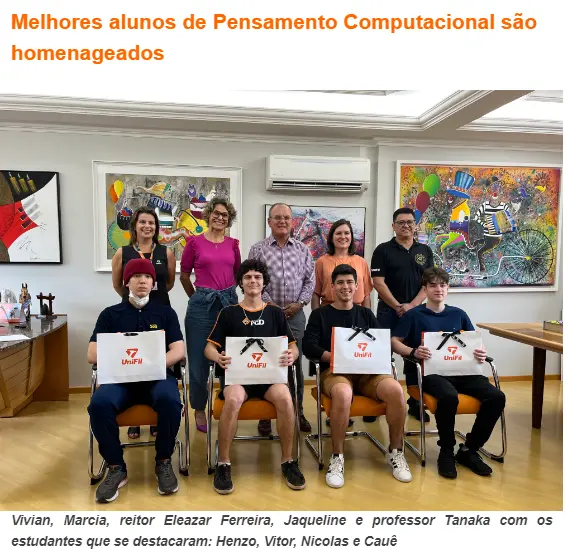 Melhores alunos de Pensamento Computacional são
homenageados
UniFil
UniFil
UniFil
UniFil
Vivian, Marcia, reitor Eleazar Ferreira, Jaqueline e professor Tanaka com os
estudantes que se destacaram: Henzo, Vitor, Nicolas e Cauê